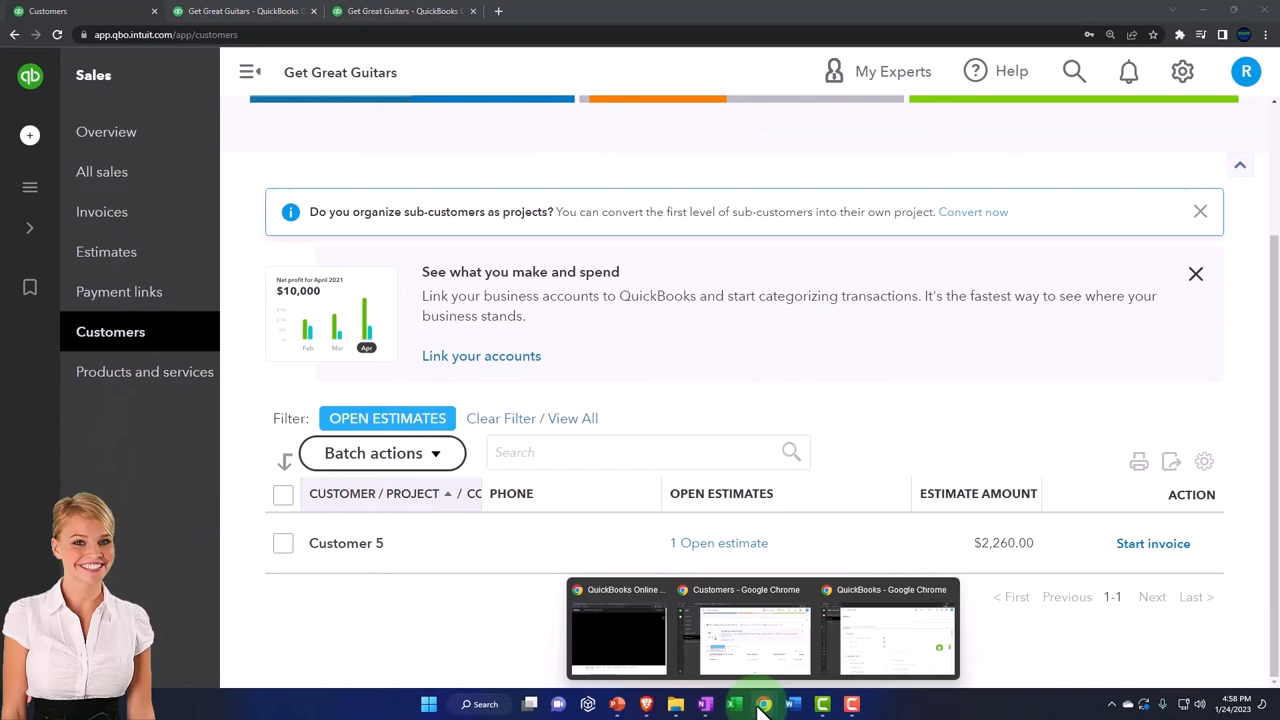 Customers
Get Great Guitars - QuickBooks C
Get Great Guitars - QuickBooks C
app.qbo.intuit.com/app/customers
qb
Sales
Get Great Guitars
My Experts
Help
R
Overview
All sales
Invoices
Estimates
Payment links
Customers
Products and services
Do you organize sub-customers as projects? You can convert the first level of sub-customers into their own project. Convert now
Net profit for April 2021
$10,000
Feb
Mar
Apr
See what you make and spend
Link your business accounts to QuickBooks and start categorizing transactions. It's the fastest way to see where your
business stands.
Link your accounts
Filter:
OPEN ESTIMATES
Clear Filter / View All
Batch actions
Search
CUSTOMER / PROJECT / CC
PHONE
OPEN ESTIMATES
ESTIMATE AMOUNT
ACTION
Customer 5
1 Open estimate
$2,260.00
Start invoice
QuickBooks Online ...
Customers - Google Chrome
QuickBooks - Google Chrome
< First
Previous
1-1
Next
Last >
Search
4:58 PM
1/24/2023